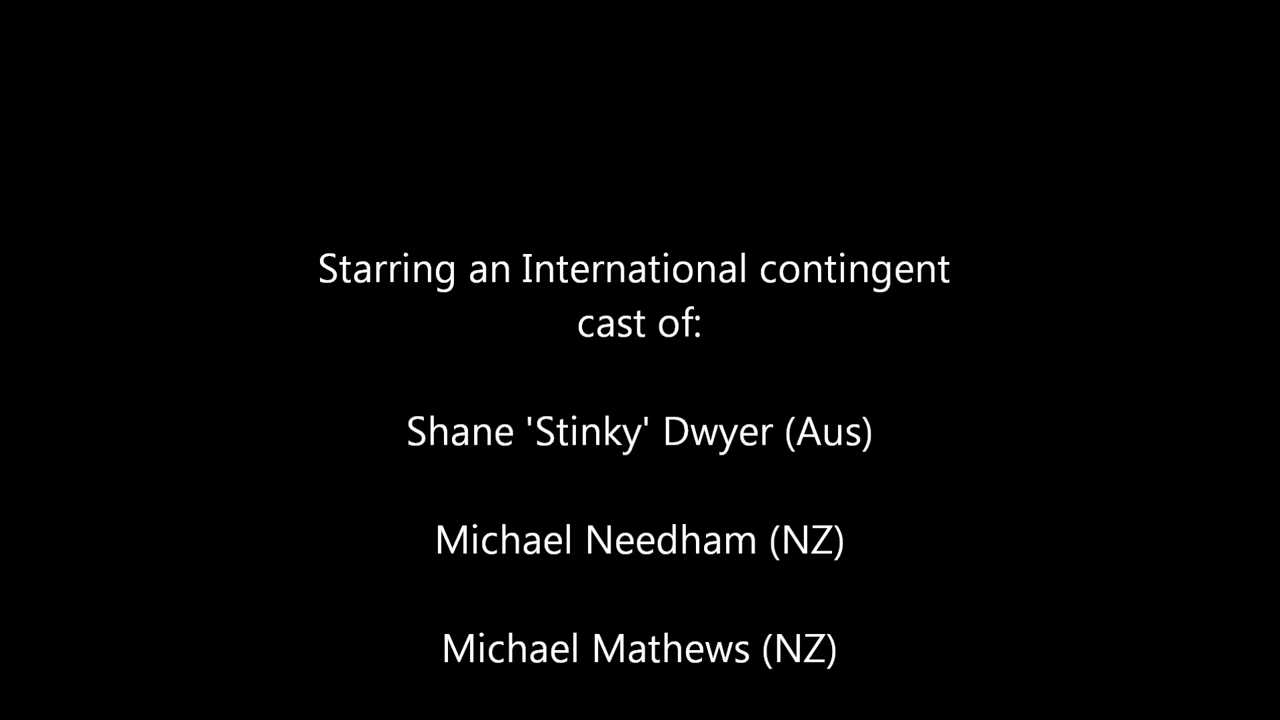 Starring an International contingent
cast of:
Shane 'Stinky' Dwyer (Aus)
Michael Needham (NZ)
Michael Mathews (NZ)